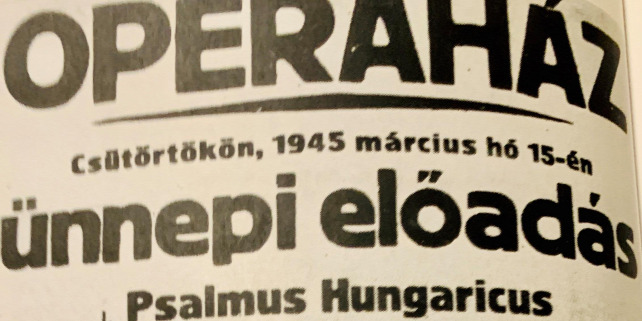 OPERAHÁZ
Csütörtökön, 1945 március hó 15-én
ünnepi előadás
Psalmus Hungaricus